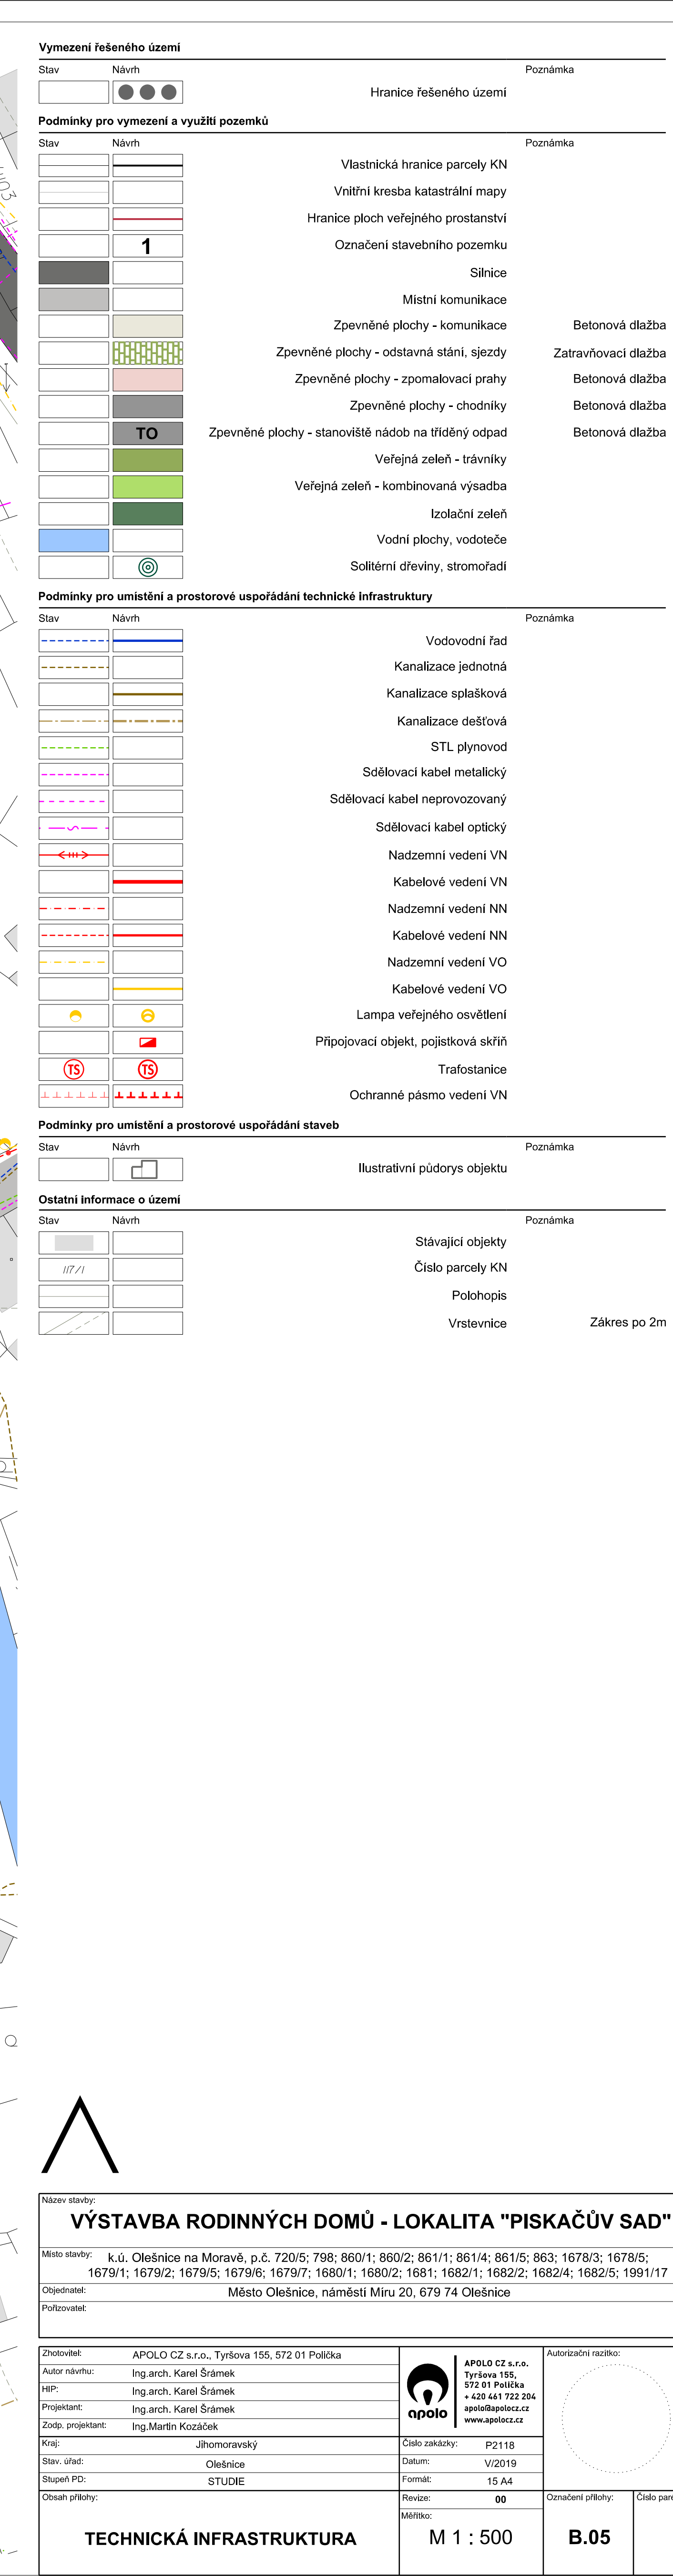 Vymezení řešeného území
Stav Návrh Poznámka
Hranice řešeného území
Podmínky pro vymezení a využití pozemků
Stav Návrh Poznámka
Vlastnická hranice parcely KN
Vnitřní kresba katastrální mapy
Hranice ploch veřejného prostanství
1 Označení stavebního pozemku
Silnice
Místní komunikace
Zpevněné plochy - komunikace Betonová dlažba
Zpevněné plochy - odstavná stání, sjezdy Zatravňovací dlažba
Zpevněné plochy - zpomalovací prahy Betonová dlažba
Zpevněné plochy - chodníky Betonová dlažba
TO Zpevněné plochy - stanoviště nádob na tříděný odpad Betonová dlažba
Veřejná zeleň - trávníky
Veřejná zeleň - kombinovaná výsadba
Izolační zeleň
Vodní plochy, vodoteče
Solitérní dřeviny, stromořadí
Podmínky pro umístění a prostorové uspořádání technické infrastruktury
Stav Návrh Poznámka
Vodovodní řad
Kanalizace jednotná
Kanalizace splašková
Kanalizace dešťová
STL plynovod
Sdělovací kabel metalický
Sdělovací kabel neprovozovaný
Sdělovací kabel optický
Nadzemní vedení VN
Kabelové vedení VN
Nadzemní vedení NN
Kabelové vedení NN
Nadzemní vedení VO
Kabelové vedení VO
Lampa veřejného osvětlení
Připojovací objekt, pojistková skříň
TS TS Trafostanice
Ochranné pásmo vedení VN
Podmínky pro umístění a prostorové uspořádání staveb
Stav Návrh Poznámka
Ilustrativní půdorys objektu
Ostatní informace o území
Stav Návrh Poznámka
Stávající objekty
117/1 Číslo parcely KN
Polohopis
Vrstevnice Zákres po 2m
Název stavby:
VÝSTAVBA RODINNÝCH DOMŮ - LOKALITA "PISKAČŮV SAD"
Místo stavby: k.ú. Olešnice na Moravě, p.č. 720/5; 798; 860/1; 860/2; 861/1; 861/4; 861/5; 863; 1678/3; 1678/5;
1679/1; 1679/2; 1679/5; 1679/6; 1679/7; 1680/1; 1680/2; 1681; 1682/1; 1682/2; 1682/4; 1682/5; 1991/17
Objednatel: Město Olešnice, náměstí Míru 20, 679 74 Olešnice
Pořizovatel:
Zhotovitel: APOLO CZ s.r.o., Tyršova 155, 572 01 Polička
Autor návrhu: Ing.arch. Karel Šrámek
HIP: Ing.arch. Karel Šrámek
Projektant: Ing.arch. Karel Šrámek
Zodp. projektant: Ing.Martin Kozáček
apolo
APOLO CZ s.r.o.
Tyršova 155,
572 01 Polička
+ 420 461 722 204
apolo@apolocz.cz
www.apolocz.cz
Autorizační razítko:
Kraj: Jihomoravský
Stav. úřad: Olešnice
Stupeň PD: STUDIE
Číslo zakázky: P2118
Datum: V/2019
Formát: 15 A4
Obsah přílohy:
TECHNICKÁ INFRASTRUKTURA
Revize: 00
Měřítko:
M 1 : 500
Označení přílohy:
B.05
Číslo paré